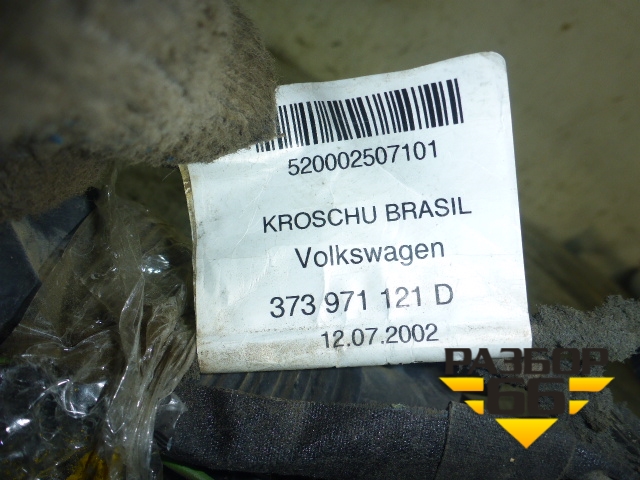 520002507101
KROSCHU BRASIL
Volkswagen
373 971 121 D
12.07.2002
РАЗБОР
66